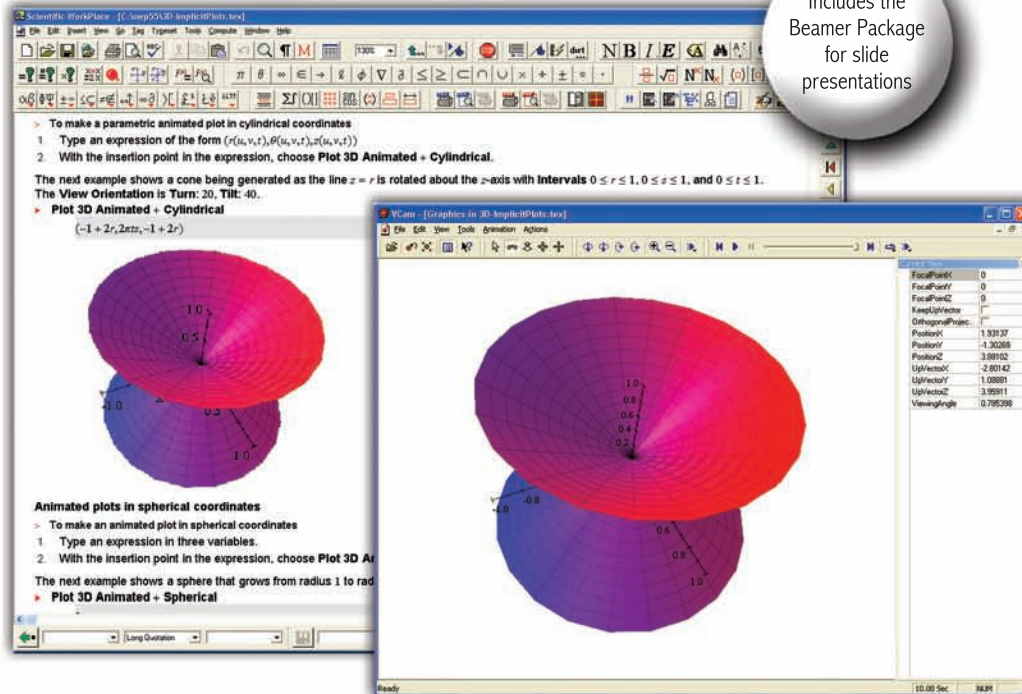 Includes the
Beamer Package
for slide
presentations
Scientific WorkPlace - [C:\swp55\3D-ImplicitPlots.tex]
File Edit Insert View Go Tag Typeset Tools Compute Window Help
> To make a parametric animated plot in cylindrical coordinates
1. Type an expression of the form (r(u,v,t),θ(u,v,t),z(u,v,t))
2. With the insertion point in the expression, choose Plot 3D Animated + Cylindrical.
The next example shows a cone being generated as the line z = r is rotated about the z-axis with Intervals 0 ≤ r ≤ 1, 0 ≤ s ≤ 1, and 0 ≤ t ≤ 1.
The View Orientation is Turn: 20, Tilt: 40.
Plot 3D Animated + Cylindrical
(-1 + 2r,2πts,-1 + 2r)
1.0
0.5
1.0
Animated plots in spherical coordinates
> To make an animated plot in spherical coordinates
1. Type an expression in three variables.
2. With the insertion point in the expression, choose Plot 3D A
The next example shows a sphere that grows from radius 1 to rad
Plot 3D Animated + Spherical
(Long Quotation
VCam - [Graphics in 3D-ImplicitPlots.tex]
File Edit View Tools Animation Actions
Current View
FocalPointX 0
FocalPointY 0
FocalPointZ 0
KeepUpVector
OrthogonalProjec...
PositionX 1.93137
PositionY -1.30268
PositionZ 3.88102
UpVectorX -2.80142
UpVectorY 1.08881
UpVectorZ 3.95911
ViewingAngle 0.785398
1.0
0.8
0.6
0.4
0.2
-0.8
-1.0
0.6
0.8
1.0
Ready
10.00 Sec NUM